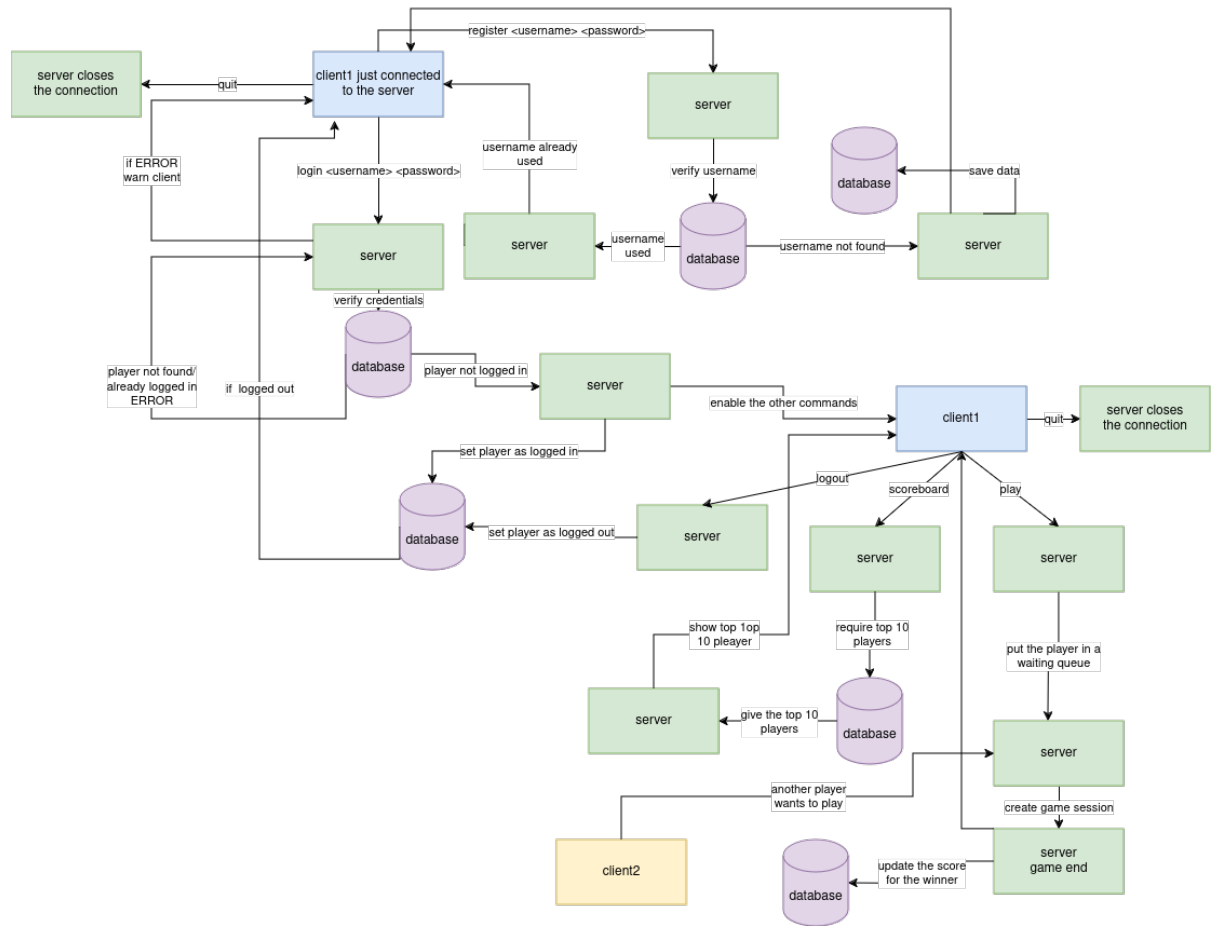 register <username> <password>
server closes
the connection
quit
client1 just connected
to the server
server
if ERROR
warn client
login <username> <password>
username already
used
verify username
database
save data
server
server
username
used
database
username not found
server
verify credentials
database
player not found/
already logged in
ERROR
if  logged out
player not logged in
server
enable the other commands
client1
quit
server closes
the connection
set player as logged in
logout
scoreboard
play
database
set player as logged out
server
server
server
show top 1op
10 pleayer
require top 10
players
put the player in a
waiting queue
server
give the top 10
players
database
server
another player
wants to play
create game session
client2
database
update the score
for the winner
server
game end